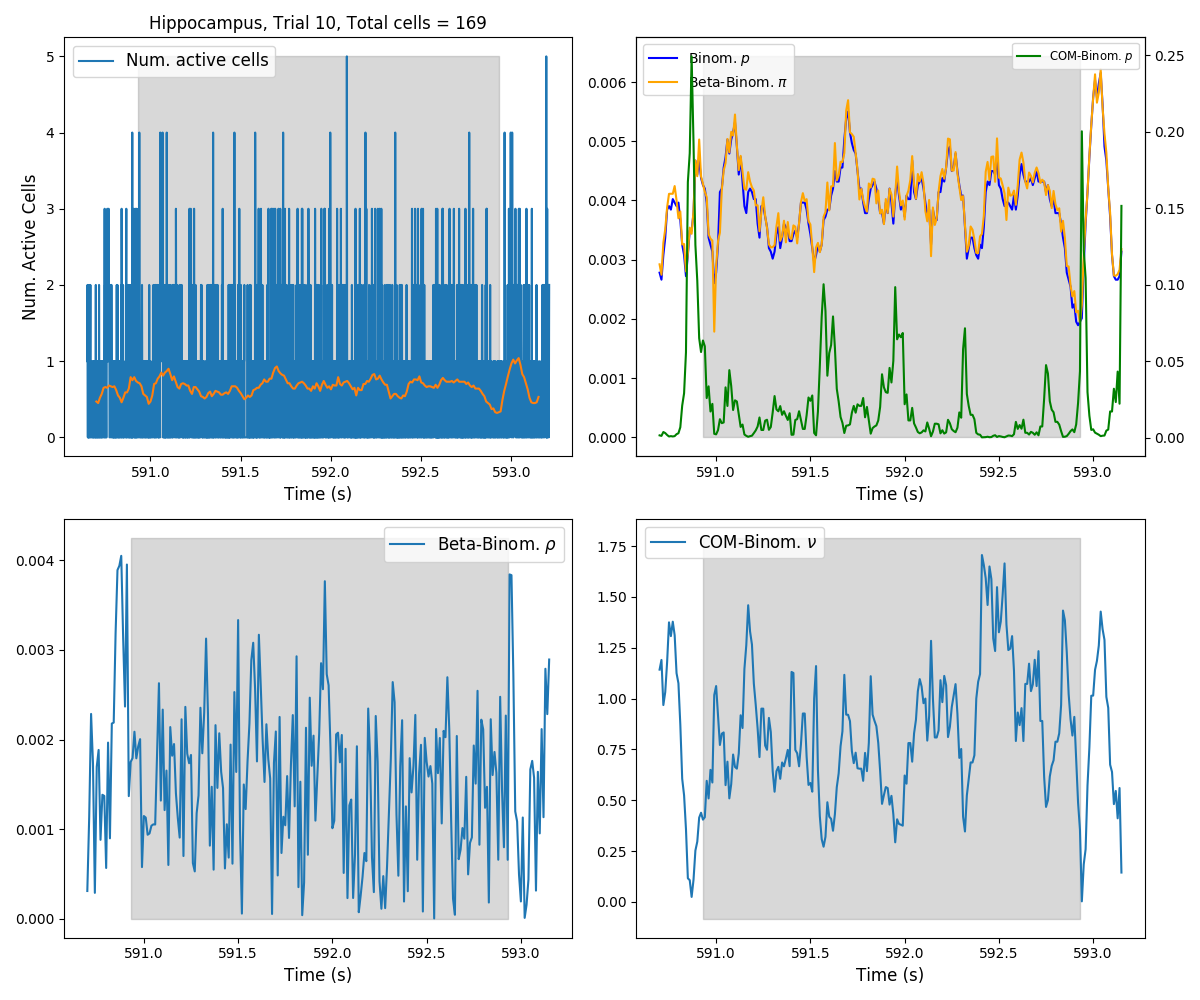 Hippocampus, Trial 10, Total cells = 169
Num. active cells
Num. Active Cells
5
4
3
2
1
0
591.0 591.5 592.0 592.5 593.0
Time (s)
Binom. p
Beta-Binom. π
COM-Binom. p
0.006
0.005
0.004
0.003
0.002
0.001
0.000
0.25
0.20
0.15
0.10
0.05
0.00
591.0 591.5 592.0 592.5 593.0
Time (s)
Beta-Binom. ρ
0.004
0.003
0.002
0.001
0.000
591.0 591.5 592.0 592.5 593.0
Time (s)
COM-Binom. ν
1.75
1.50
1.25
1.00
0.75
0.50
0.25
0.00
591.0 591.5 592.0 592.5 593.0
Time (s)